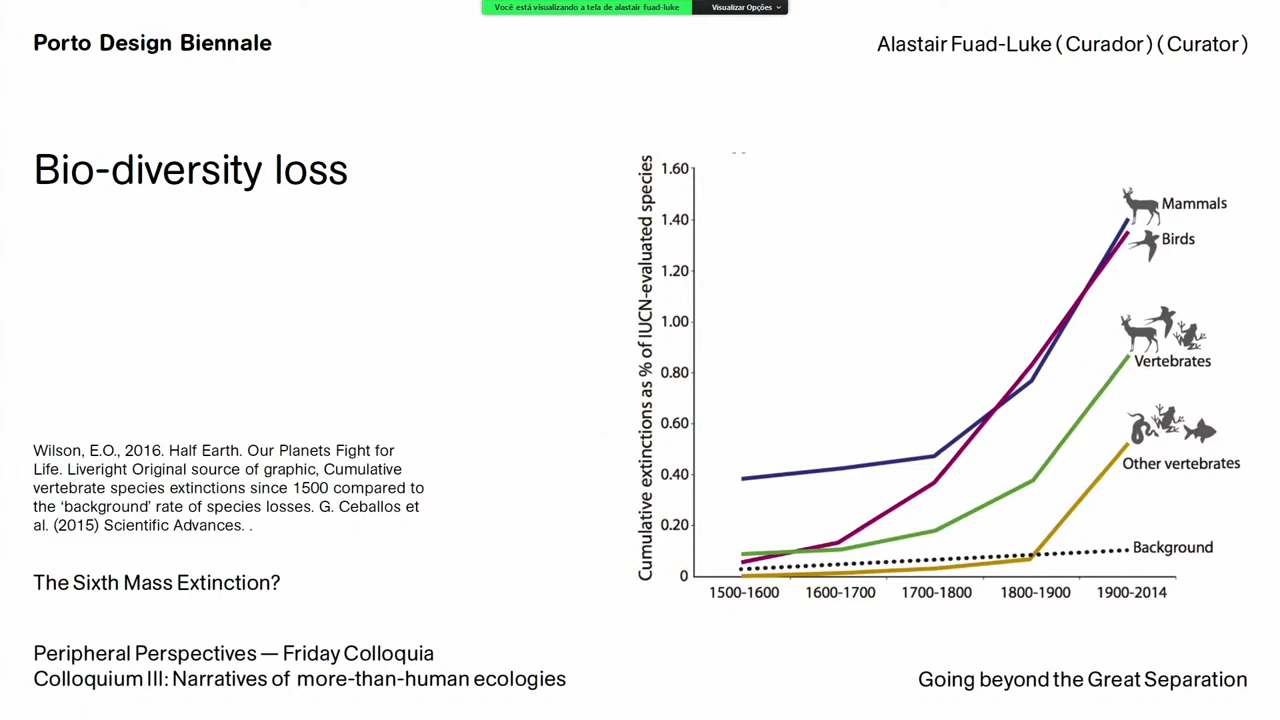 Você está visualizando a tela de alastair fuad-luke
Visualizar Opções
Porto Design Biennale
Alastair Fuad-Luke (Curador) (Curator)
Bio-diversity loss
Wilson, E.O., 2016. Half Earth. Our Planets Fight for
Life. Liveright Original source of graphic, Cumulative
vertebrate species extinctions since 1500 compared to
the ‘background’ rate of species losses. G. Ceballos et
al. (2015) Scientific Advances. .
The Sixth Mass Extinction?
Peripheral Perspectives — Friday Colloquia
Colloquium III: Narratives of more-than-human ecologies
Cumulative extinctions as % of IUCN-evaluated species
1.60
1.40
1.20
1.00
0.80
0.60
0.40
0.20
0
Mammals
Birds
Vertebrates
Other vertebrates
Background
1500-1600
1600-1700
1700-1800
1800-1900
1900-2014
Going beyond the Great Separation